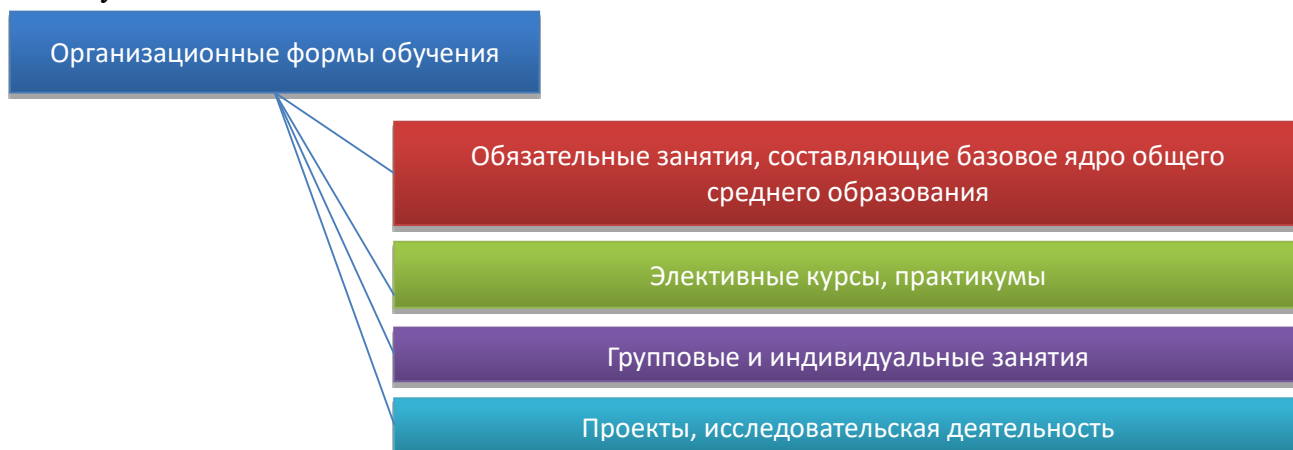 Организационные формы обучения
Обязательные занятия, составляющие базовое ядро общего
среднего образования
Элективные курсы, практикумы
Групповые и индивидуальные занятия
Проекты, исследовательская деятельность